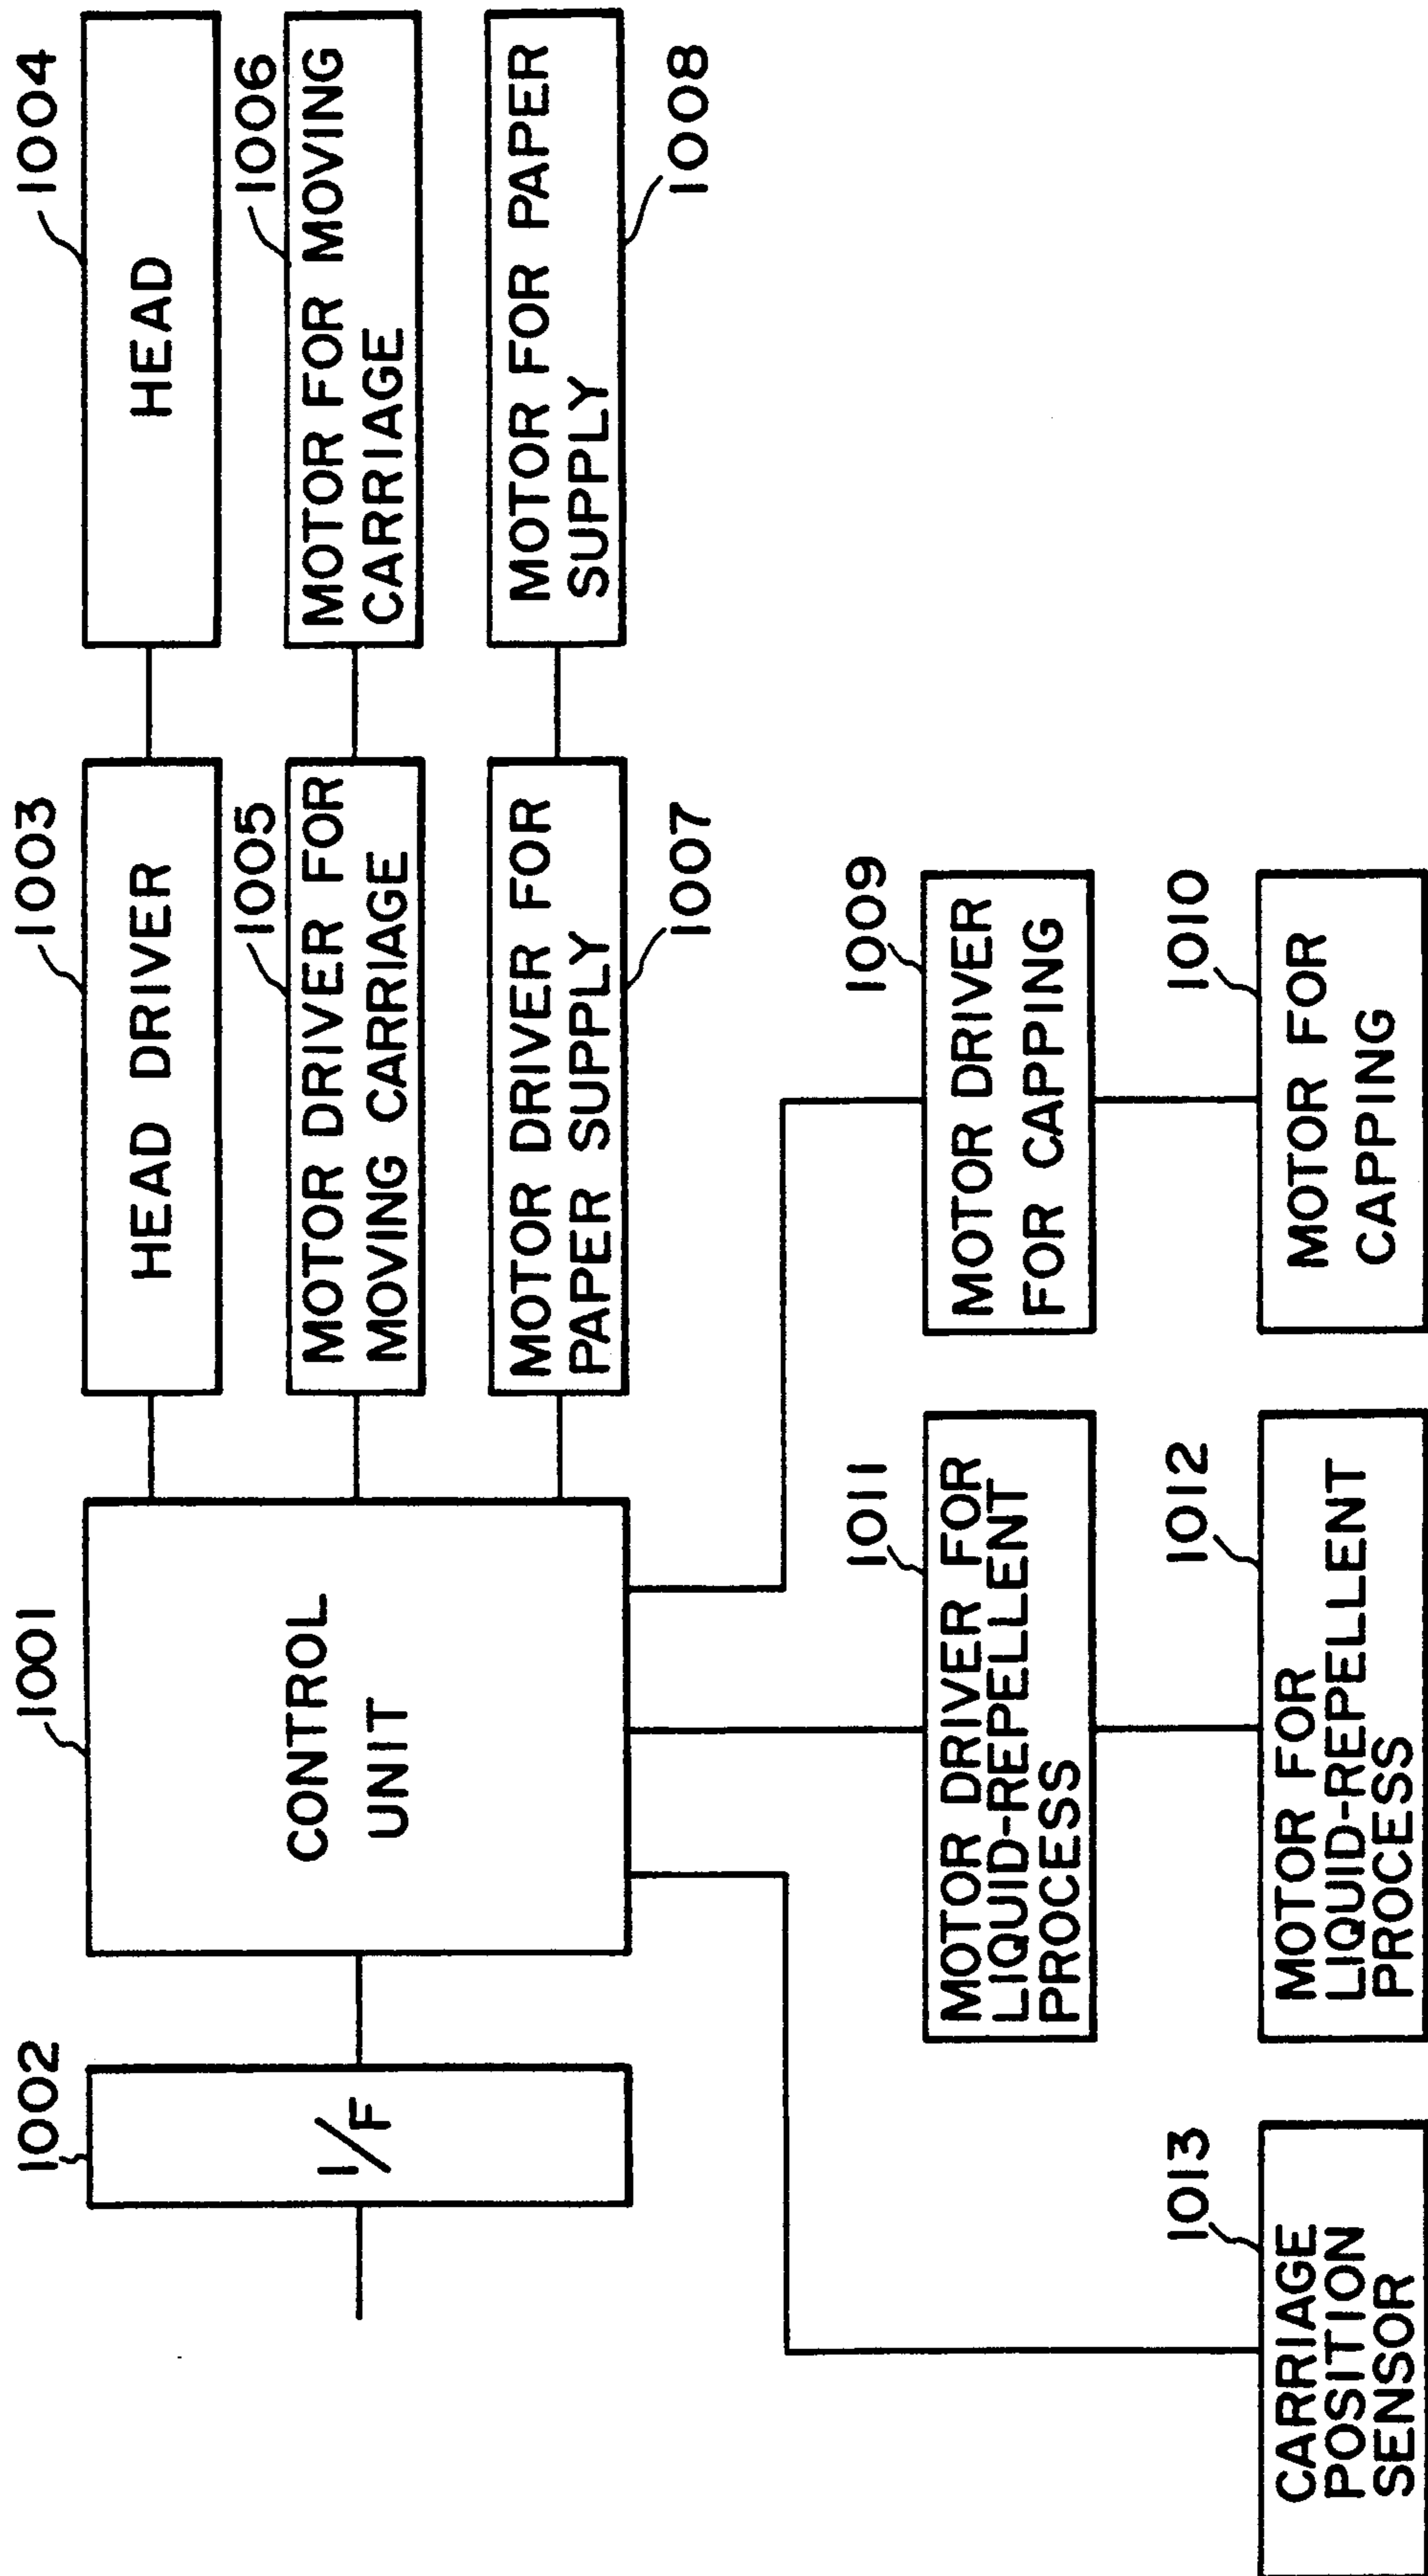 1002
I/F
1001
CONTROL
UNIT
1003
HEAD DRIVER
1004
HEAD
1005
MOTOR DRIVER FOR
MOVING CARRIAGE
1006
MOTOR FOR MOVING
CARRIAGE
MOTOR DRIVER FOR
PAPER SUPPLY
1007
MOTOR FOR PAPER
SUPPLY
1008
1011
MOTOR DRIVER FOR
LIQUID-REPELLENT
PROCESS
1009
MOTOR DRIVER
FOR CAPPING
1013
CARRIAGE
POSITION
SENSOR
1012
MOTOR FOR
LIQUID-REPELLENT
PROCESS
1010
MOTOR FOR
CAPPING